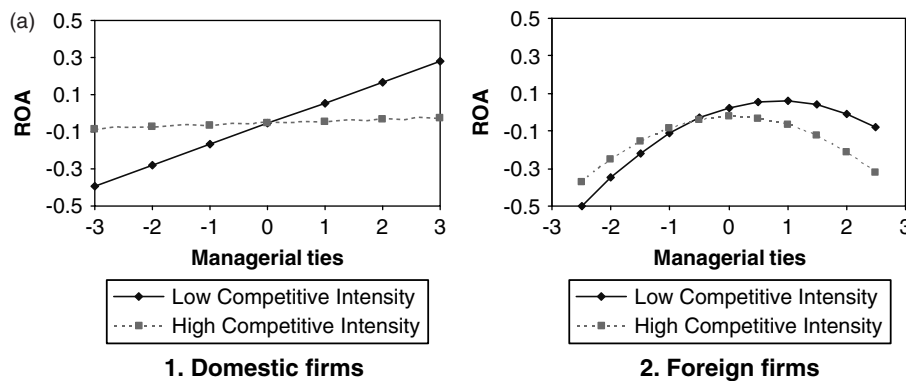 (a)
0.5
0.3
0.1
-0.1
-0.3
-0.5
ROA
-3 -2 -1 0 1 2 3
Managerial ties
Low Competitive Intensity
High Competitive Intensity
1. Domestic firms
0.5
0.3
0.1
-0.1
-0.3
-0.5
ROA
-3 -2 -1 0 1 2 3
Managerial ties
Low Competitive Intensity
High Competitive Intensity
2. Foreign firms